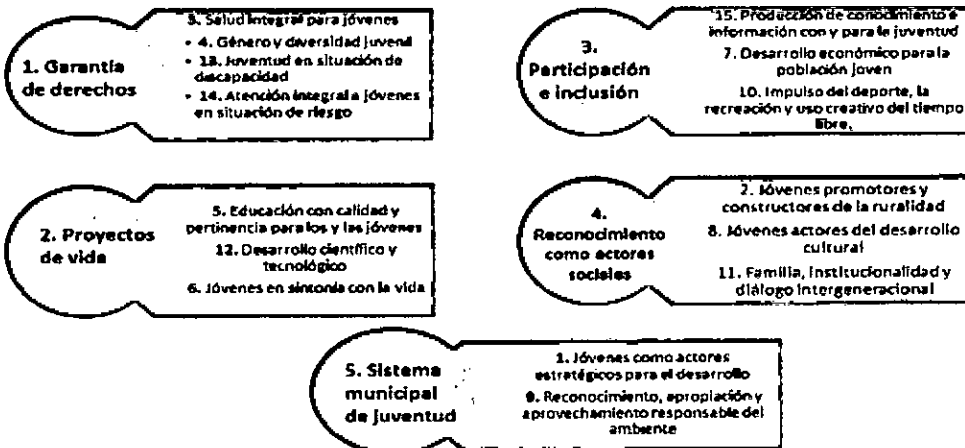 1. Garantía
de derechos
3. Salud integral para jóvenes
• 4. Género y diversidad juvenil
• 13. Juventud en situación de
discapacidad
• 14. Atención integral a jóvenes
en situación de riesgo
2. Proyectos
de vida
5. Educación con calidad y
pertinencia para los y las jóvenes
12. Desarrollo científico y
tecnológico
6. Jóvenes en sintonía con la vida
3.
Participación
e inclusión
15. Producción de conocimiento e
información con y para la juventud
7. Desarrollo económico para la
población joven
10. Impulso del deporte, la
recreación y uso creativo del tiempo
libre,
4.
Reconocimiento
como actores
sociales
2. Jóvenes promotores y
constructores de la ruralidad
8. Jóvenes actores del desarrollo
cultural
11. Familia, institucionalidad y
diálogo intergeneracional
5. Sistema
municipal
de juventud
1. Jóvenes como actores
estratégicos para el desarrollo
9. Reconocimiento, apropiación y
aprovechamiento responsable del
ambiente